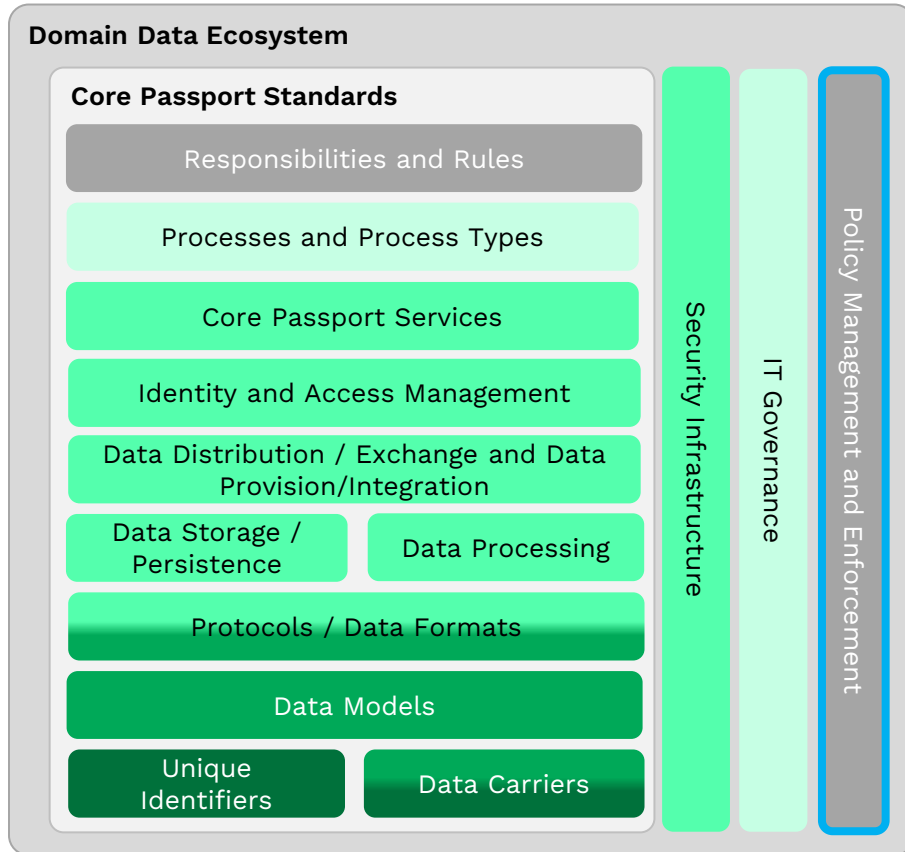 Domain Data Ecosystem
Core Passport Standards
Responsibilities and Rules
Processes and Process Types
Core Passport Services
Identity and Access Management
Data Distribution / Exchange and Data
Provision/Integration
Data Storage /
Persistence
Data Processing
Protocols / Data Formats
Data Models
Unique
Identifiers
Data Carriers
Security Infrastructure
IT Governance
Policy Management and Enforcement